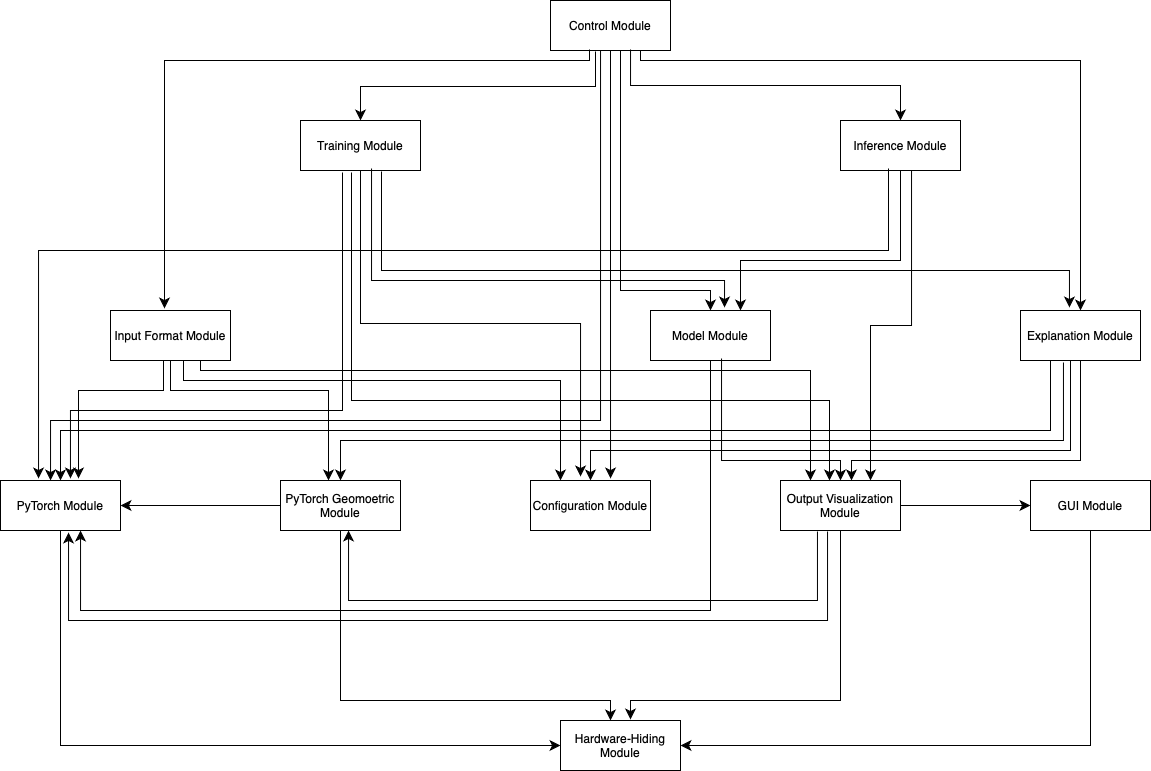 Control Module
Training Module
Inference Module
Input Format Module
Model Module
Explanation Module
PyTorch Module
PyTorch Geomoetric
Module
Configuration Module
Output Visualization
Module
GUI Module
Hardware-Hiding
Module